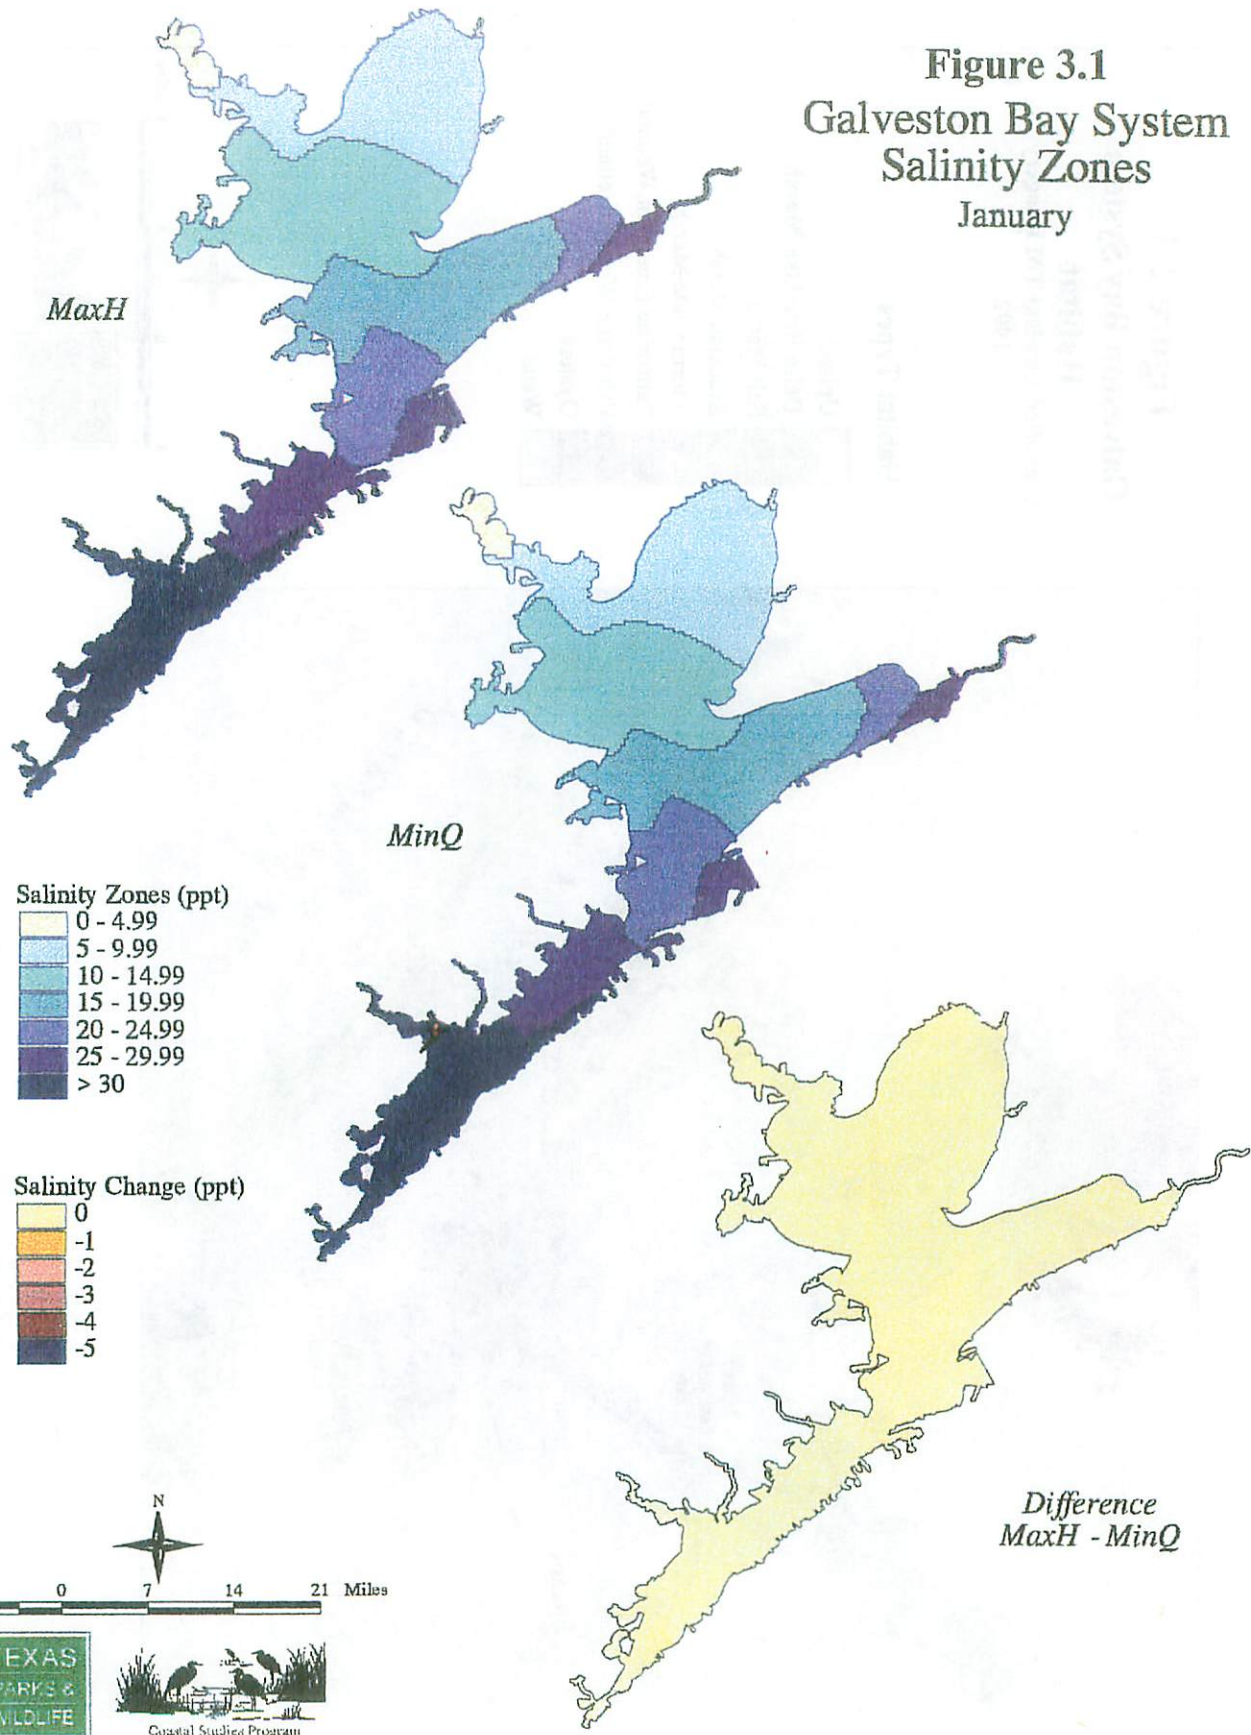 Figure 3.1
Galveston Bay System
Salinity Zones
January
MaxH
MinQ
Salinity Zones (ppt)
0 - 4.99
5 - 9.99
10 - 14.99
15 - 19.99
20 - 24.99
25 - 29.99
> 30
Salinity Change (ppt)
0
-1
-2
-3
-4
-5
Difference
MaxH - MinQ
N
0 7 14 21 Miles
EXAS
PARKS &
WILDLIFE
Coastal Studies Program